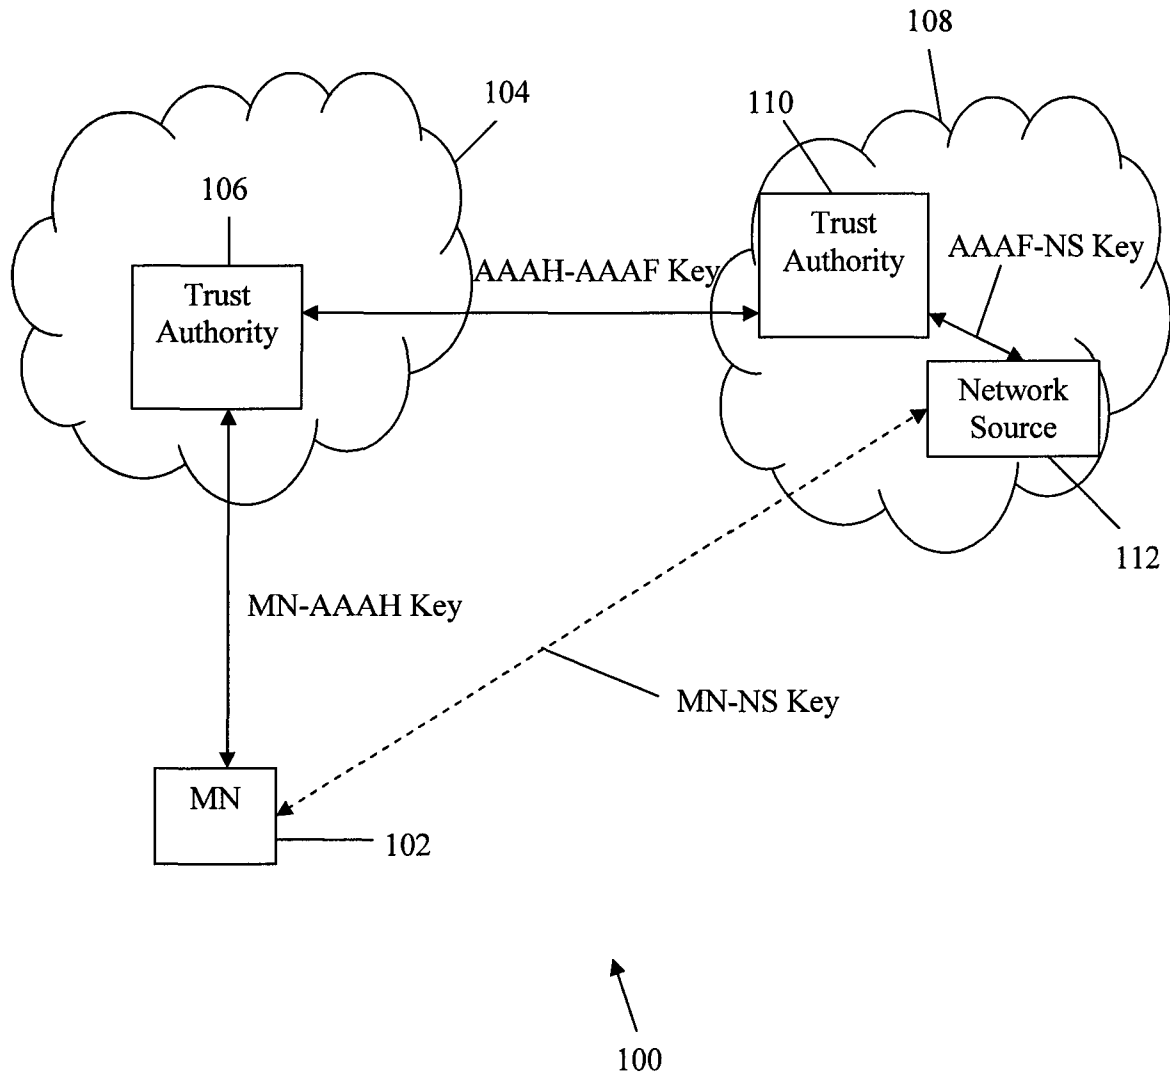 108
104
110
106
Trust
Authority
AAAF-NS Key
AAAH-AAAF Key
Trust
Authority
Network
Source
112
MN-AAAH Key
MN-NS Key
MN
102
100